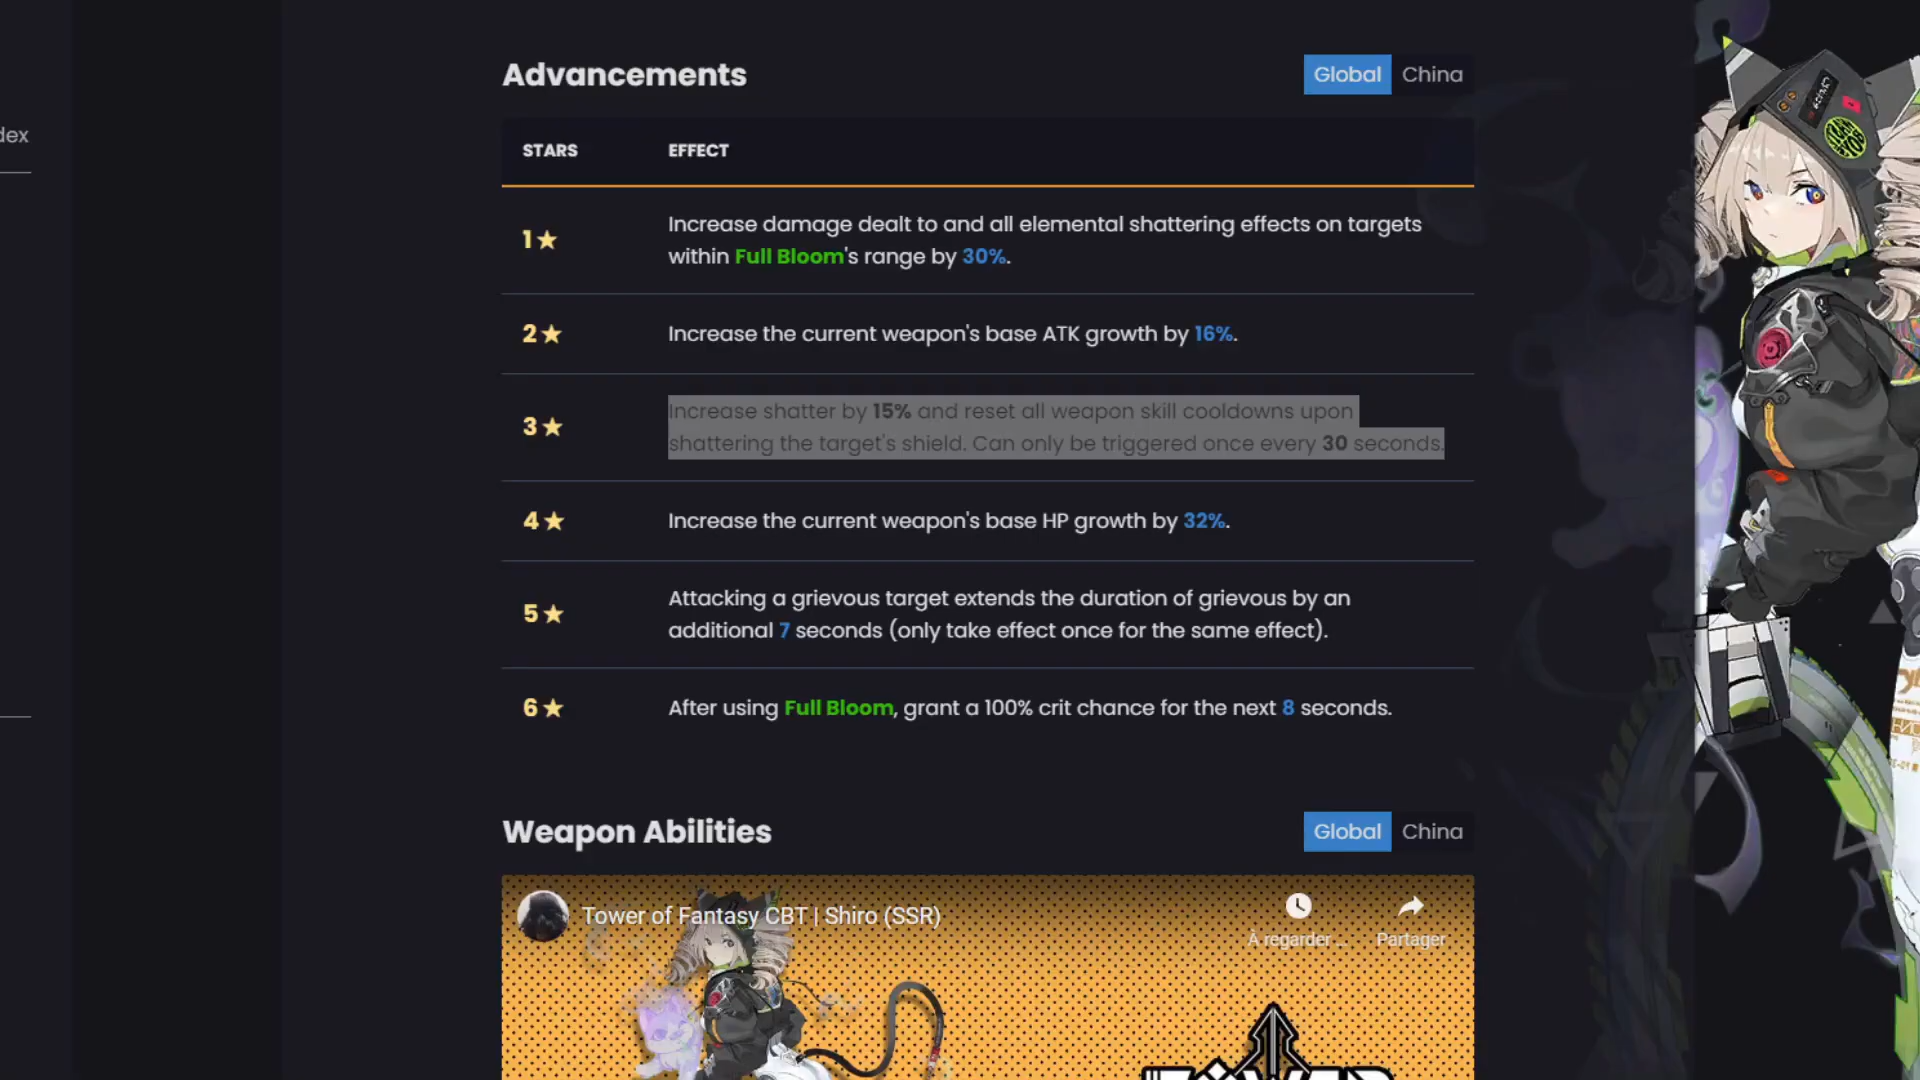 dex
Advancements
Global China
STARS EFFECT
1★ Increase damage dealt to and all elemental shattering effects on targets
within Full Bloom's range by 30%.
2★ Increase the current weapon's base ATK growth by 16%.
3★ Increase shatter by 15% and reset all weapon skill cooldowns upon
shattering the target's shield. Can only be triggered once every 30 seconds.
4★ Increase the current weapon's base HP growth by 32%.
5★ Attacking a grievous target extends the duration of grievous by an
additional 7 seconds (only take effect once for the same effect).
6★ After using Full Bloom, grant a 100% crit chance for the next 8 seconds.
Weapon Abilities
Global China
Tower of Fantasy CBT | Shiro (SSR)
À regarder ... Partager